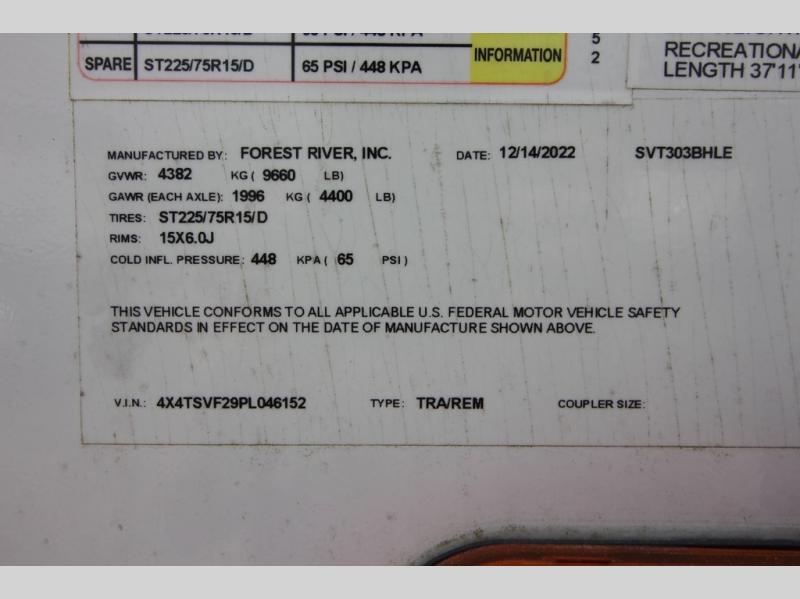 SPARE ST225/75R15/D 65 PSI / 448 KPA INFORMATION
5
2
RECREATIONA
LENGTH 37'11"
MANUFACTURED BY: FOREST RIVER, INC. DATE: 12/14/2022 SVT303BHLE
GVWR: 4382 KG ( 9660 LB)
GAWR (EACH AXLE): 1996 KG ( 4400 LB)
TIRES: ST225/75R15/D
RIMS: 15X6.0J
COLD INFL. PRESSURE: 448 KPA ( 65 PSI )
THIS VEHICLE CONFORMS TO ALL APPLICABLE U.S. FEDERAL MOTOR VEHICLE SAFETY
STANDARDS IN EFFECT ON THE DATE OF MANUFACTURE SHOWN ABOVE.
V.I.N.: 4X4TSVF29PL046152 TYPE: TRA/REM COUPLER SIZE: